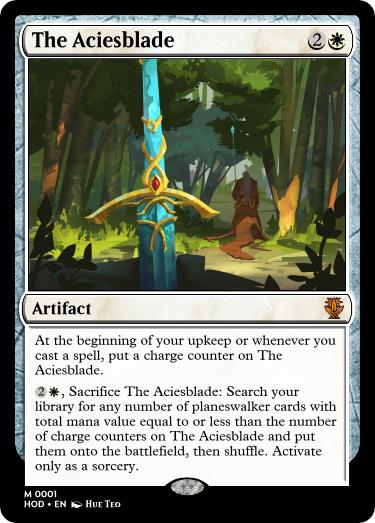 The Aciesblade 2
Artifact
At the beginning of your upkeep or whenever you
cast a spell, put a charge counter on The
Aciesblade.
2, Sacrifice The Aciesblade: Search your
library for any number of planeswalker cards with
total mana value equal to or less than the number
of charge counters on The Aciesblade and put
them onto the battlefield, then shuffle. Activate
only as a sorcery.
M 0001
HOD • EN Hue Teo